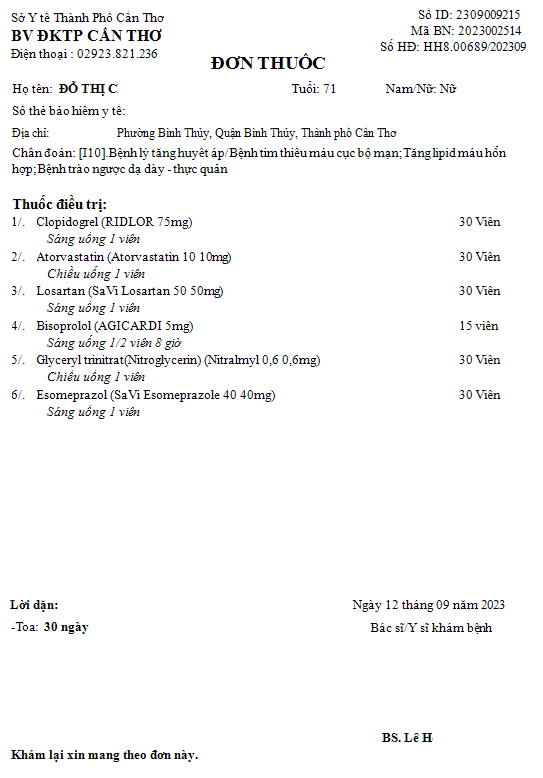 Sở Y tế Thành Phố Cần Thơ
BV ĐKTP CẦN THƠ
Điện thoại : 02923.821.236
Số ID: 2309009215
Mã BN: 2023002514
Số HĐ: HH8.00689/202309
ĐƠN THUỐC
Họ tên: ĐỖ THỊ C Tuổi: 71 Nam/Nữ: Nữ
Số thẻ bảo hiểm y tế:
Địa chỉ: Phường Bình Thủy, Quận Bình Thủy, Thành phố Cần Thơ
Chẩn đoán: [I10].Bệnh lý tăng huyết áp/Bệnh tim thiếu máu cục bộ mạn;Tăng lipid máu hỗn
hợp;Bệnh trào ngược dạ dày - thực quản
Thuốc điều trị:
1/. Clopidogrel (RIDLOR 75mg) 30 Viên
Sáng uống 1 viên
2/. Atorvastatin (Atorvastatin 10 10mg) 30 Viên
Chiều uống 1 viên
3/. Losartan (SaVi Losartan 50 50mg) 30 Viên
Sáng uống 1 viên
4/. Bisoprolol (AGICARDI 5mg) 15 viên
Sáng uống 1/2 viên 8 giờ
5/. Glyceryl trinitrat(Nitroglycerin) (Nitralmyl 0,6 0,6mg) 30 Viên
Chiều uống 1 viên
6/. Esomeprazol (SaVi Esomeprazole 40 40mg) 30 Viên
Sáng uống 1 viên
Lời dặn:
Ngày 12 tháng 09 năm 2023
-Toa: 30 ngày
Bác sĩ/Y sĩ khám bệnh
BS. Lê H
Khám lại xin mang theo đơn này.